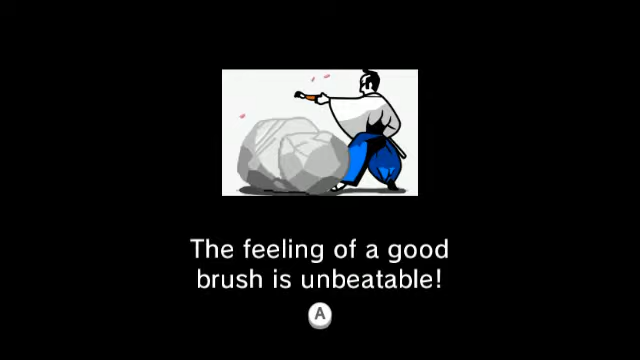 The feeling of a good
brush is unbeatable!
A